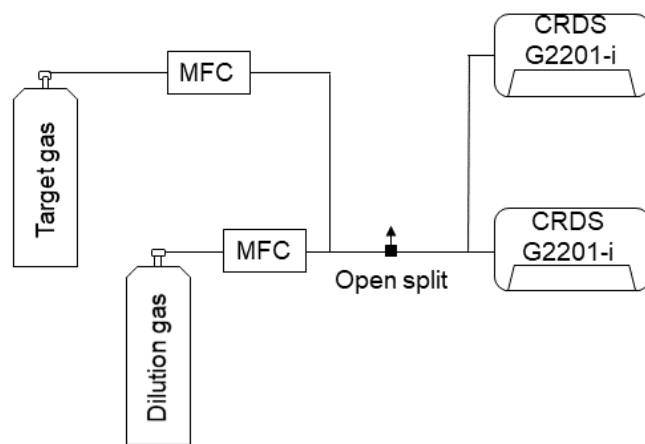 CRDS
G2201-i
MFC
Target gas
CRDS
G2201-i
MFC
Open split
Dilution gas